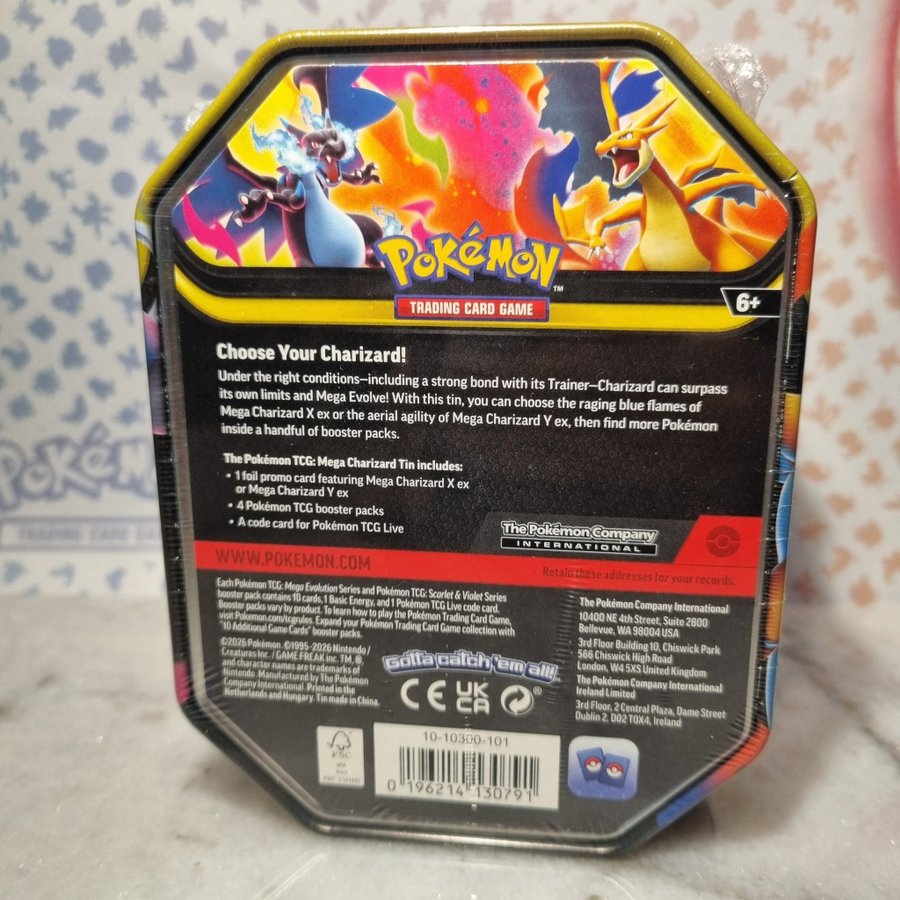 POKéMON
TM
TRADING CARD GAME
6+
Choose Your Charizard!
Under the right conditions—including a strong bond with its Trainer—Charizard can surpass
its own limits and Mega Evolve! With this tin, you can choose the raging blue flames of
Mega Charizard X ex or the aerial agility of Mega Charizard Y ex, then find more Pokémon
inside a handful of booster packs.
The Pokémon TCG: Mega Charizard Tin includes:
• 1 foil promo card featuring Mega Charizard X ex
or Mega Charizard Y ex
• 4 Pokémon TCG booster packs
• A code card for Pokémon TCG Live
The Pokémon Company
INTERNATIONAL
WWW.POKEMON.COM
Retain these addresses for your records.
Each Pokémon TCG: Mega Evolution Series and Pokémon TCG: Scarlet & Violet Series
booster pack contains 10 cards, 1 Basic Energy, and 1 Pokémon TCG Live code card.
Booster packs vary by product. To learn how to play the Pokémon Trading Card Game,
visit Pokemon.com/tcgrules. Expand your Pokémon Trading Card Game collection with
"10 Additional Game Cards" booster packs.
©2026 Pokémon. ©1995-2026 Nintendo /
Creatures Inc. / GAME FREAK inc. TM, ®,
and character names are trademarks of
Nintendo. Manufactured by The Pokémon
Company International. Printed in the
Netherlands and Hungary. Tin made in China.
Gotta catch 'em all!
CE UK
CA
®
The Pokémon Company International
10400 NE 4th Street, Suite 2800
Bellevue, WA 98004 USA
3rd Floor Building 10, Chiswick Park
566 Chiswick High Road
London, W4 5XS United Kingdom
The Pokémon Company International
Ireland Limited
3rd Floor, 2 Central Plaza, Dame Street
Dublin 2, D02 T0X4, Ireland
FSC
10-10300-101
0 196214 130791
POKéM
TRADING CARD GA